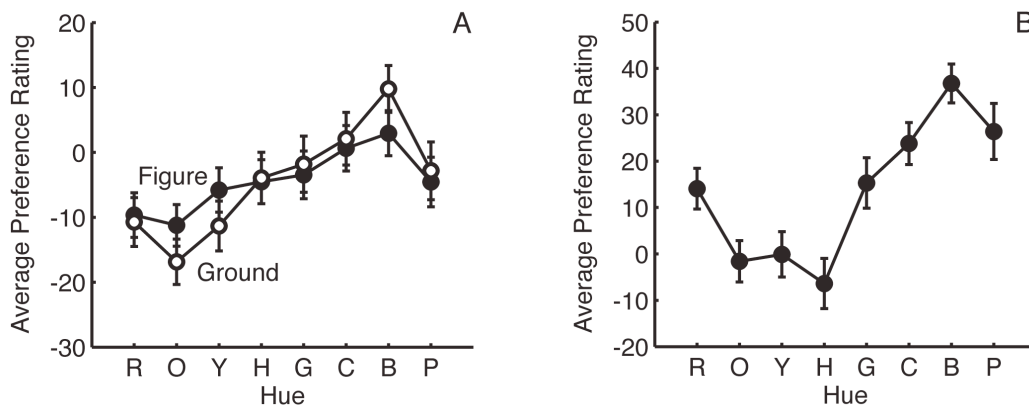 A
Average Preference Rating
20
10
0
-10
-20
-30
Figure
Ground
R O Y H G C B P
Hue
B
Average Preference Rating
50
40
30
20
10
0
-10
-20
R O Y H G C B P
Hue